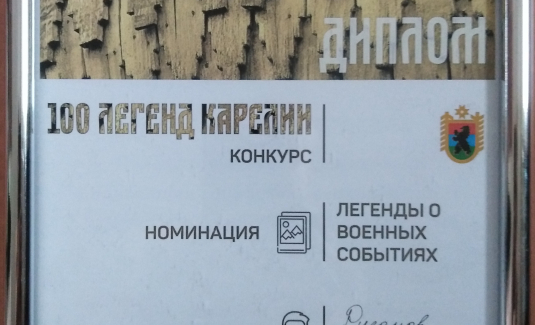 ДИПЛОМ
100 ЛЕГЕНД КАРЕЛИИ
КОНКУРС
НОМИНАЦИЯ
ЛЕГЕНДЫ О
ВОЕННЫХ
СОБЫТИЯХ